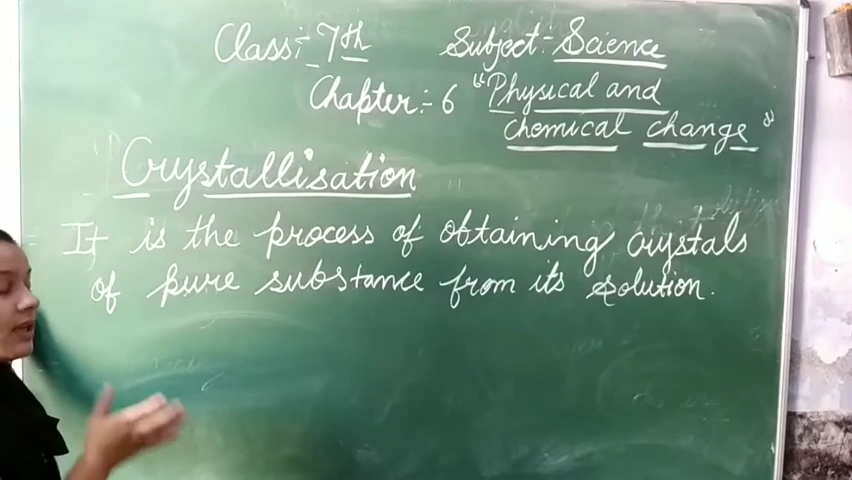 Class:- 7th Subject:- Science
Chapter:- 6 "Physical and
chemical change"
"Crystallisation"
It is the process of obtaining crystals
of pure substance from its solution.